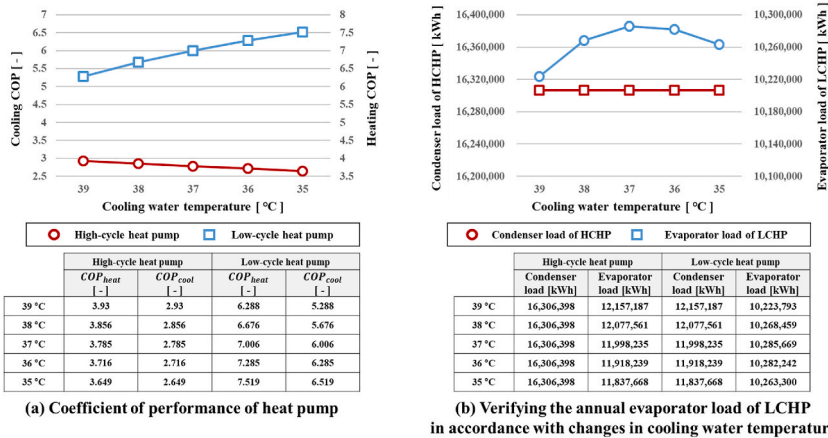 Cooling COP [ - ]
7
6.5
6
5.5
5
4.5
4
3.5
3
2.5
39
38
37
36
35
8
7.5
7
6.5
6
5.5
5
4.5
4
3.5
Heating COP [ - ]
Cooling water temperature [ °C ]
High-cycle heat pump
Low-cycle heat pump
High-cycle heat pump Low-cycle heat pump
COPheat COPcool COPheat COPcool
[ - ] [ - ] [ - ] [ - ]
39 °C 3.93 2.93 6.288 5.288
38 °C 3.856 2.856 6.676 5.676
37 °C 3.785 2.785 7.006 6.006
36 °C 3.716 2.716 7.285 6.285
35 °C 3.649 2.649 7.519 6.519
(a) Coefficient of performance of heat pump
Condenser load of HCHP [ kWh]
16,400,000
16,360,000
16,320,000
16,280,000
16,240,000
16,200,000
39
38
37
36
35
10,300,000
10,260,000
10,220,000
10,180,000
10,140,000
10,100,000
Evaporator load of LCHP [ kWh]
Cooling water temperature [ °C ]
Condenser load of HCHP
Evaporator load of LCHP
High-cycle heat pump Low-cycle heat pump
Condenser Evaporator Condenser Evaporator
load [kWh] load [kWh] load [kWh] load [kWh]
39 °C 16,306,398 12,157,187 12,157,187 10,223,793
38 °C 16,306,398 12,077,561 12,077,561 10,268,459
37 °C 16,306,398 11,998,235 11,998,235 10,285,669
36 °C 16,306,398 11,918,239 11,918,239 10,282,242
35 °C 16,306,398 11,837,668 11,837,668 10,263,300
(b) Verifying the annual evaporator load of LCHP
in accordance with changes in cooling water temperatur